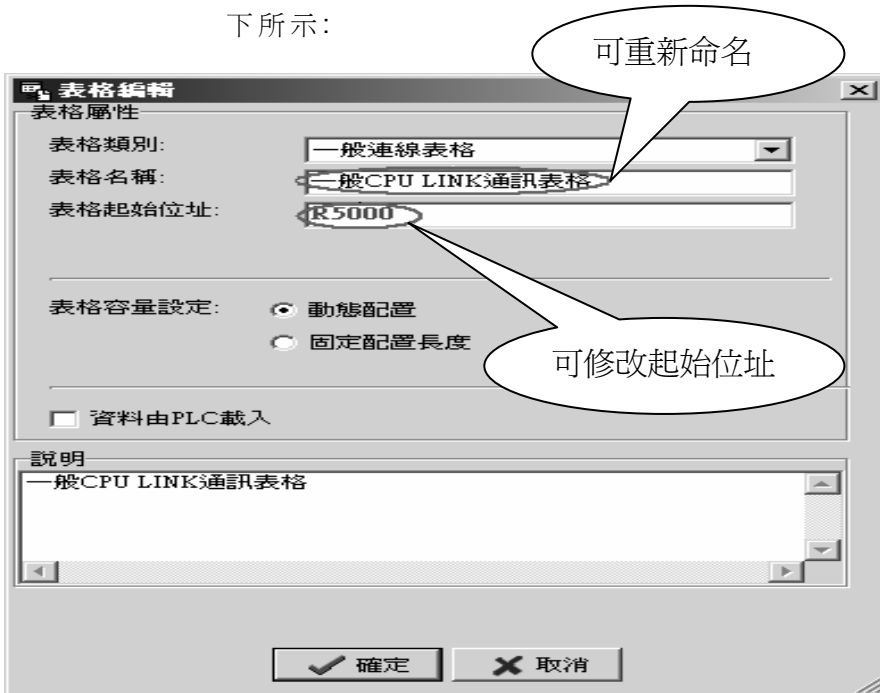 下所示:
可重新命名
表格編輯
表格屬性
表格類別:
一般連線表格
表格名稱:
一般CPU LINK通訊表格
表格起始位址:
R5000
表格容量設定:
動態配置
固定配置長度
可修改起始位址
資料由PLC載入
說明
一般CPU LINK通訊表格
確定
取消